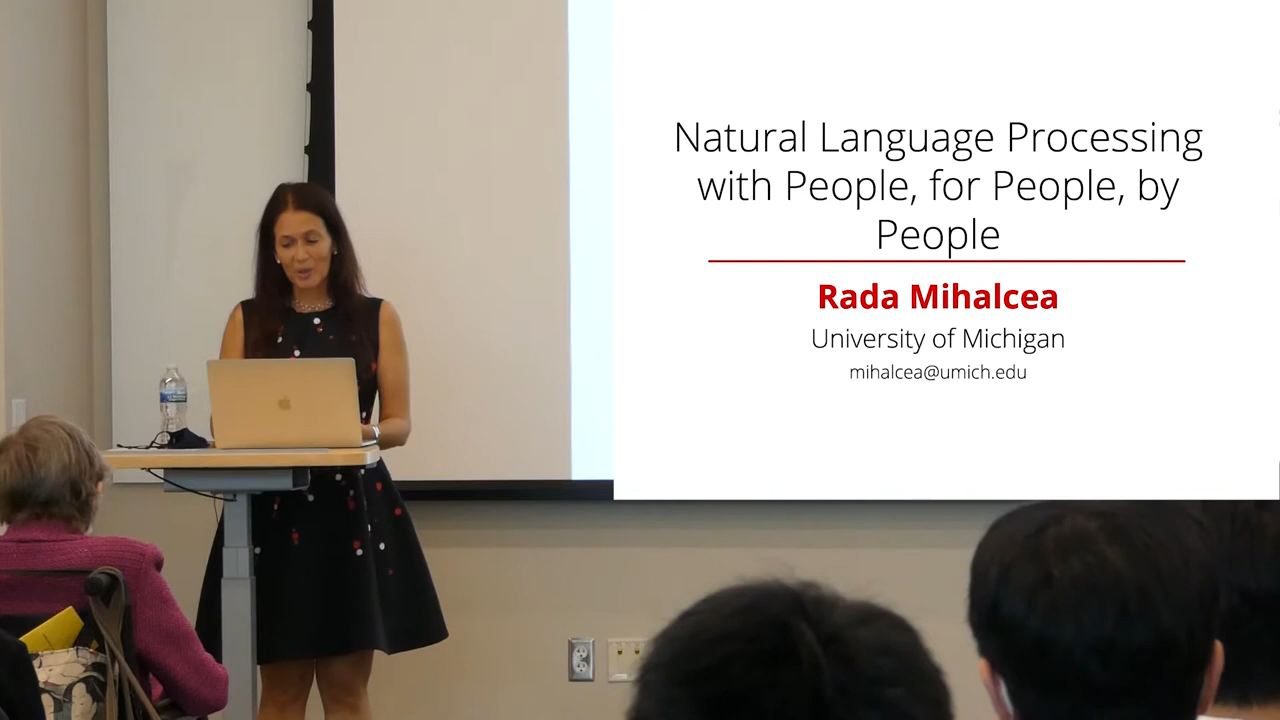 Natural Language Processing
with People, for People, by
People
Rada Mihalcea
University of Michigan
mihalcea@umich.edu